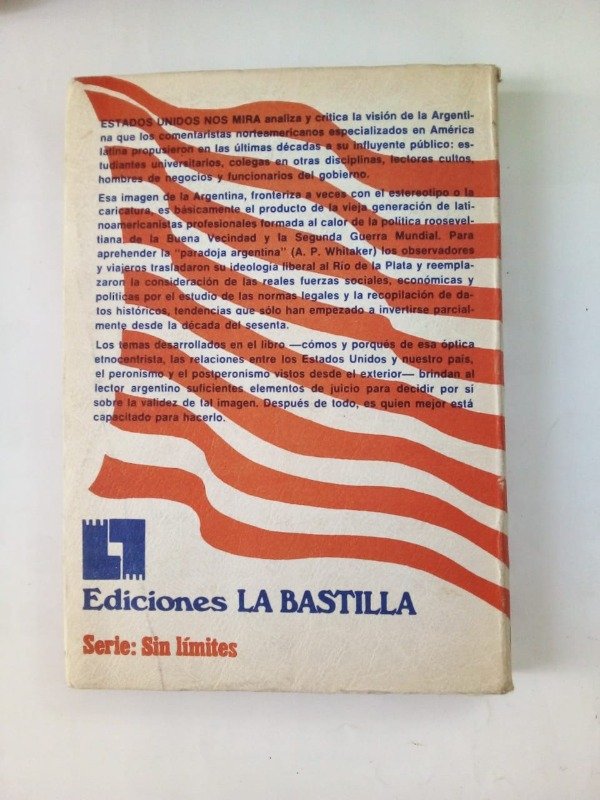 ESTADOS UNIDOS NOS MIRA analiza y critica la visión de la Argenti-
na que los comentaristas norteamericanos especializados en América
latina propusieron en las últimas décadas a su influyente público: es-
tudiantes universitarios, colegas en otras disciplinas, lectores cultos,
hombres de negocios y funcionarios del gobierno.
Esa imagen de la Argentina, fronteriza a veces con el estereotipo o la
caricatura, es básicamente el producto de la vieja generación de lati-
noamericanistas profesionales formada al calor de la política roosevel-
tiana de la Buena Vecindad y la Segunda Guerra Mundial. Para
aprehender la "paradoja argentina" (A. P. Whitaker) los observadores
y viajeros trasladaron su ideología liberal al Río de la Plata y reempla-
zaron la consideración de las reales fuerzas sociales, económicas y
políticas por el estudio de las normas legales y la recopilación de da-
tos históricos, tendencias que sólo han empezado a invertirse parcial-
mente desde la década del sesenta.
Los temas desarrollados en el libro —cómos y porqués de esa óptica
etnocentrista, las relaciones entre los Estados Unidos y nuestro país,
el peronismo y el postperonismo vistos desde el exterior— brindan al
lector argentino suficientes elementos de juicio para decidir por sí
sobre la validez de tal imagen. Después de todo, es quien mejor está
capacitado para hacerlo.
Ediciones LA BASTILLA
Serie: Sin límites